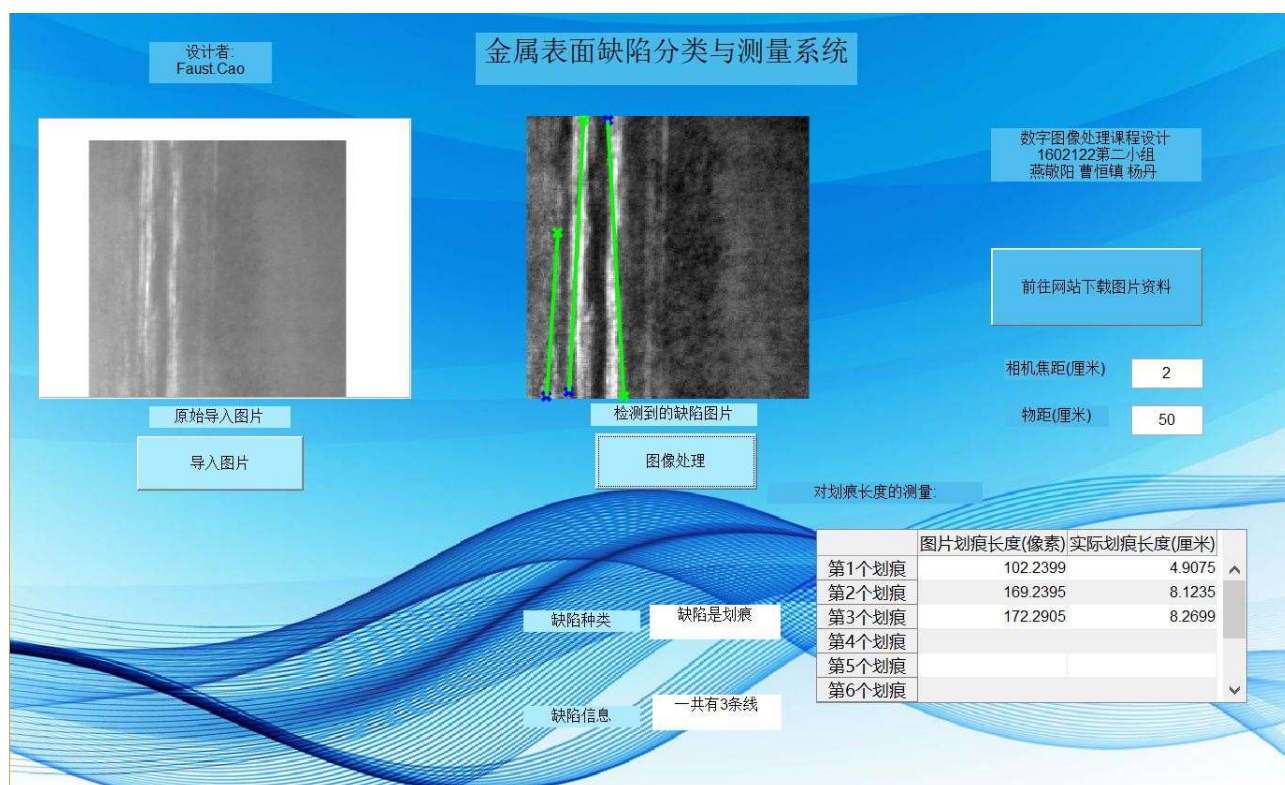 设计者:
Faust.Cao
金属表面缺陷分类与测量系统
数字图像处理课程设计
1602122第二小组
燕敬阳 曹恒镇 杨丹
前往网站下载图片资料
相机焦距(厘米)
2
物距(厘米)
50
原始导入图片
检测到的缺陷图片
导入图片
图像处理
对划痕长度的测量:
图片划痕长度(像素) 实际划痕长度(厘米)
第1个划痕 102.2399 4.9075
第2个划痕 169.2395 8.1235
第3个划痕 172.2905 8.2699
第4个划痕
第5个划痕
第6个划痕
缺陷种类
缺陷是划痕
缺陷信息
一共有3条线